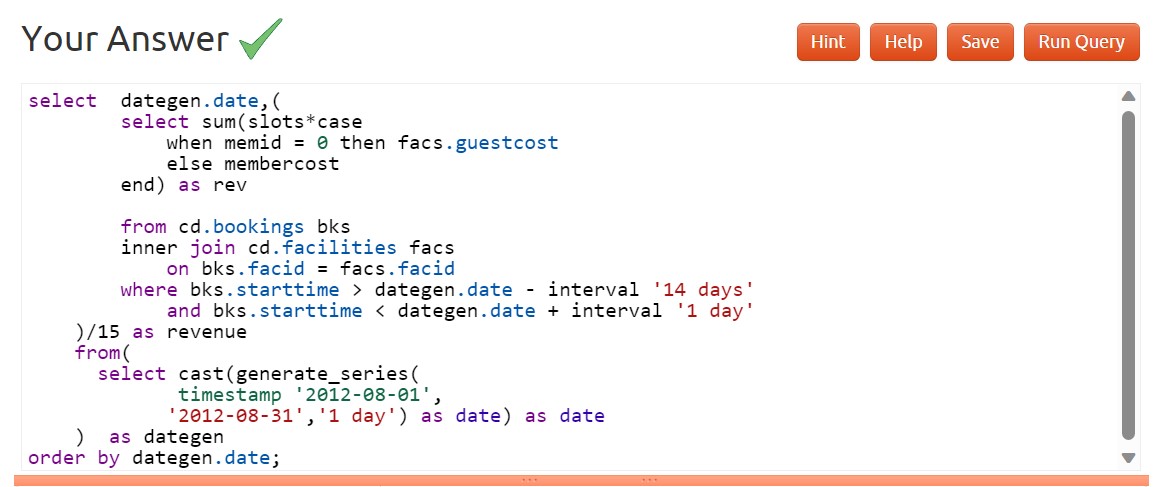 Your Answer
Hint Help Save Run Query
select  dategen.date,(
        select sum(slots*case
            when memid = 0 then facs.guestcost
            else membercost
        end) as rev

        from cd.bookings bks
        inner join cd.facilities facs
            on bks.facid = facs.facid
        where bks.starttime > dategen.date - interval '14 days'
            and bks.starttime < dategen.date + interval '1 day'
    )/15 as revenue
    from(
      select cast(generate_series(
             timestamp '2012-08-01',
            '2012-08-31','1 day') as date) as date
    )  as dategen
order by dategen.date;